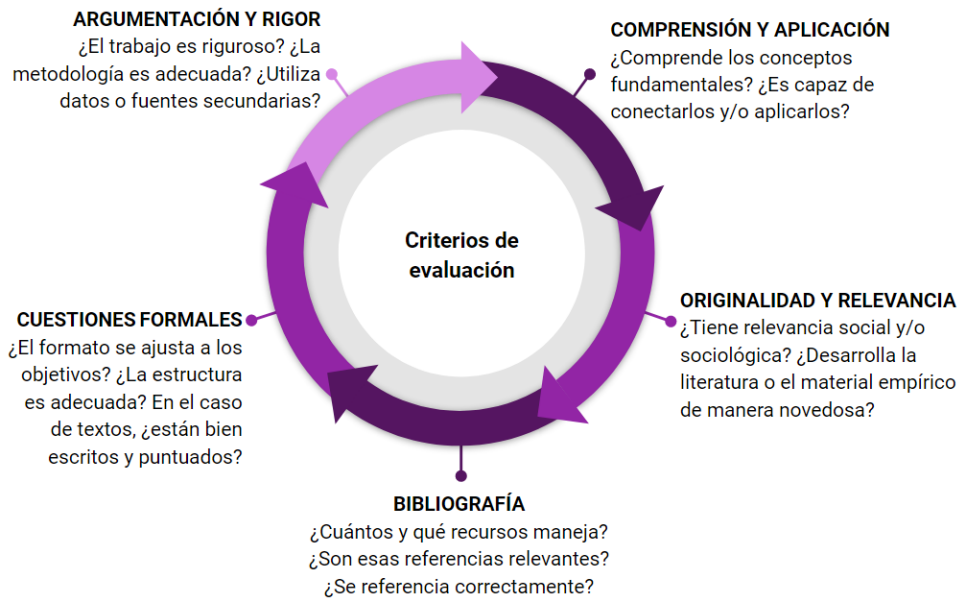 ARGUMENTACIÓN Y RIGOR
¿El trabajo es riguroso? ¿La
metodología es adecuada? ¿Utiliza
datos o fuentes secundarias?
COMPRENSIÓN Y APLICACIÓN
¿Comprende los conceptos
fundamentales? ¿Es capaz de
conectarlos y/o aplicarlos?
Criterios de
evaluación
ORIGINALIDAD Y RELEVANCIA
¿Tiene relevancia social y/o
sociológica? ¿Desarrolla la
literatura o el material empírico
de manera novedosa?
CUESTIONES FORMALES
¿El formato se ajusta a los
objetivos? ¿La estructura
es adecuada? En el caso
de textos, ¿están bien
escritos y puntuados?
BIBLIOGRAFÍA
¿Cuántos y qué recursos maneja?
¿Son esas referencias relevantes?
¿Se referencia correctamente?